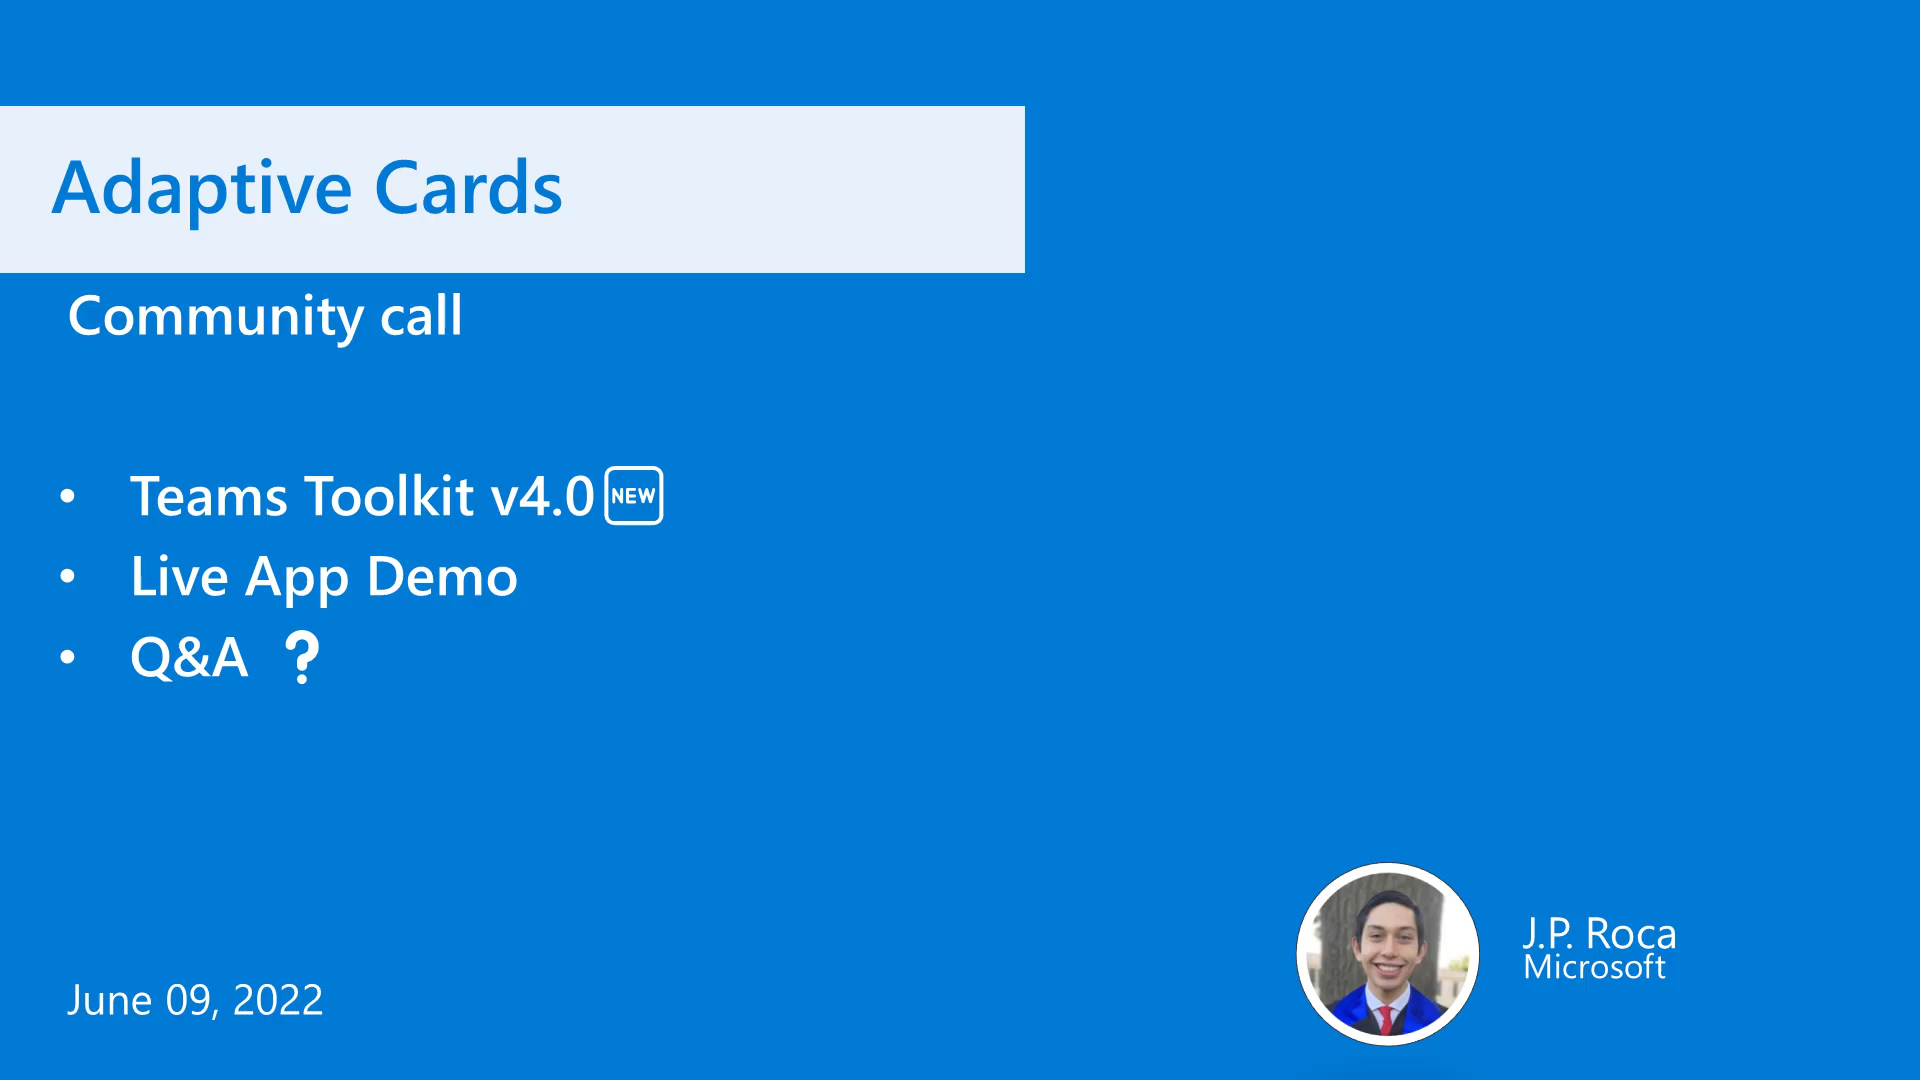 Adaptive Cards
Community call
• Teams Toolkit v4.0 NEW
• Live App Demo
• Q&A ?
J.P. Roca
Microsoft
June 09, 2022